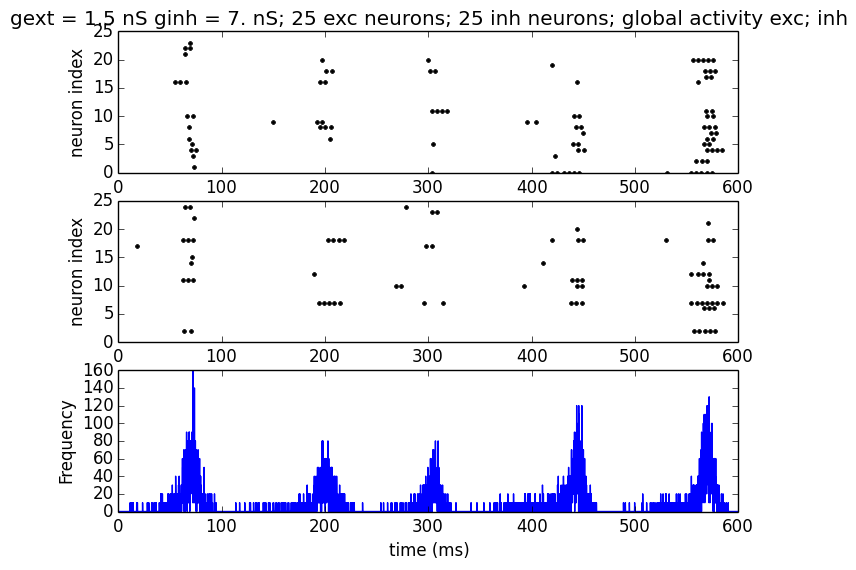 gext = 1.5 nS ginh = 7. nS; 25 exc neurons; 25 inh neurons; global activity exc; inh
25
20
15
10
5
0
neuron index
0 100 200 300 400 500 600
25
20
15
10
5
0
neuron index
0 100 200 300 400 500 600
160
140
120
100
80
60
40
20
0
Frequency
0 100 200 300 400 500 600
time (ms)